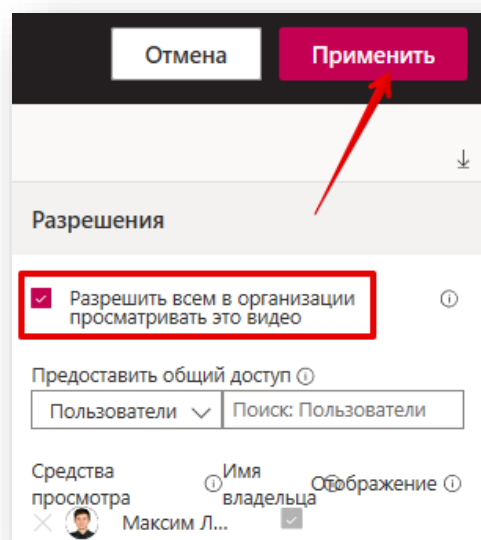 Отмена
Применить
Разрешения
Разрешить всем в организации
просматривать это видео
Предоставить общий доступ
Пользователи
Поиск: Пользователи
Средства
просмотра
Имя
владельца
Отображение
Максим Л...